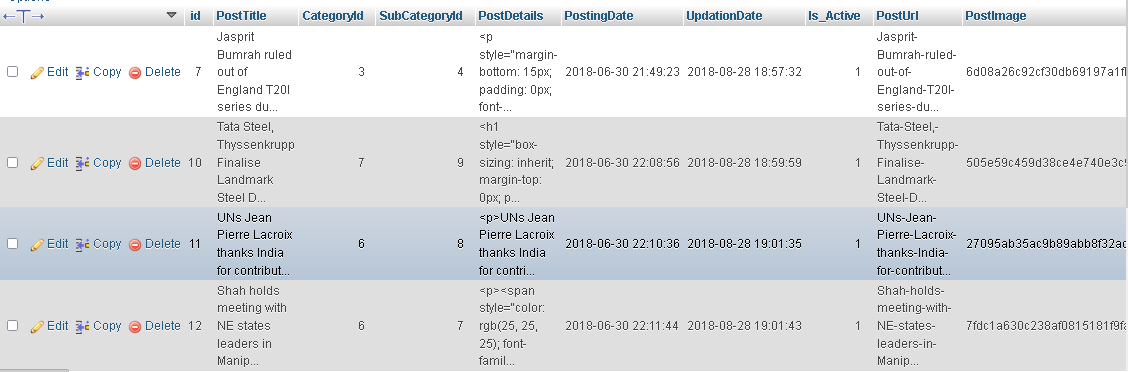 id PostTitle CategoryId SubCategoryId PostDetails PostingDate UpdationDate Is_Active PostUrl PostImage
Edit Copy Delete 7 Jasprit Bumrah ruled out of England T20I series du... 3 4 <p style="margin-bottom: 15px; padding: 0px; font-... 2018-06-30 21:49:23 2018-08-28 18:57:32 1 Jasprit-Bumrah-ruled-out-of-England-T20I-series-du...
Edit Copy Delete 10 Tata Steel, Thyssenkrupp Finalise Landmark Steel D... 7 9 <h1 style="box-sizing: inherit; margin-top: 0px; p... 2018-06-30 22:08:56 2018-08-28 18:59:59 1 Tata-Steel,-Thyssenkrupp-Finalise-Landmark-Steel-D...
Edit Copy Delete 11 UNs Jean Pierre Lacroix thanks India for contribut... 6 8 <p>UNs Jean Pierre Lacroix thanks India for contri... 2018-06-30 22:10:36 2018-08-28 19:01:35 1 UNs-Jean-Pierre-Lacroix-thanks-India-for-contribut...
Edit Copy Delete 12 Shah holds meeting with NE states leaders in Manip... 6 7 <p><span style="color: rgb(25, 25, 25); font-famil... 2018-06-30 22:11:44 2018-08-28 19:01:43 1 Shah-holds-meeting-with-NE-states-leaders-in-Manip...